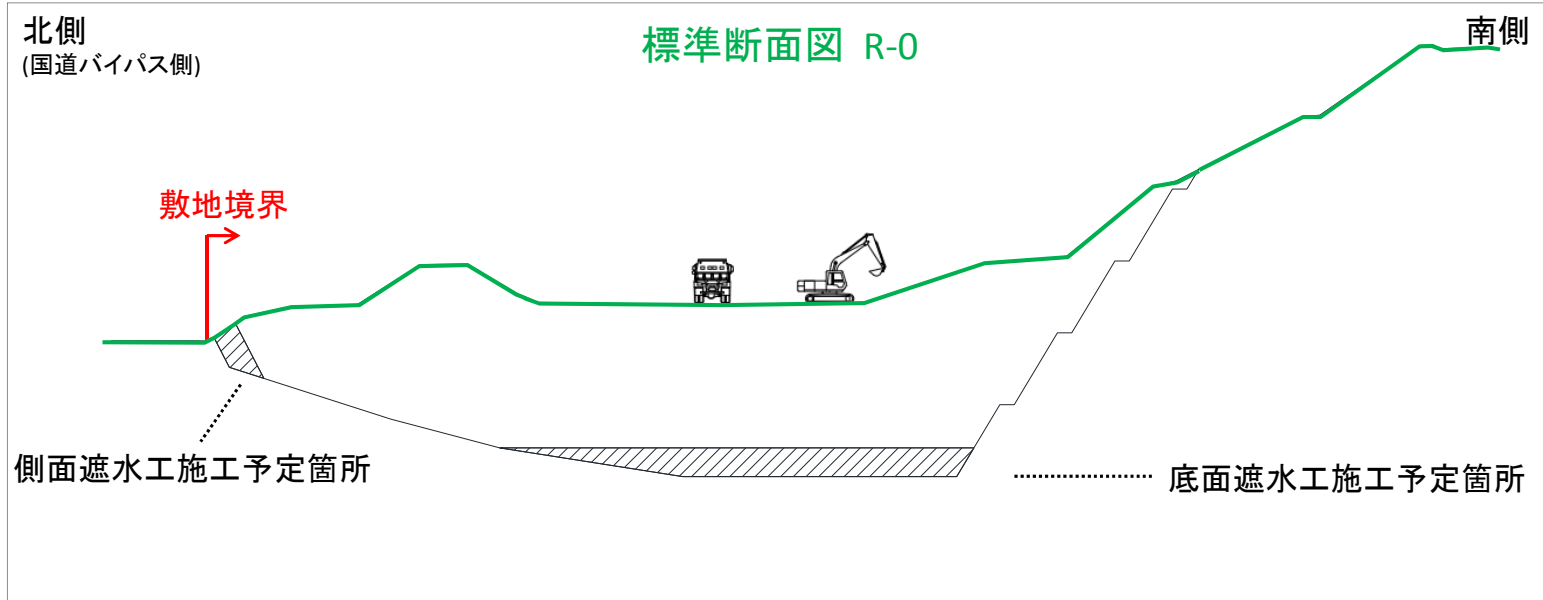 北側
(国道バイパス側)
標準断面図 R-0
南側
敷地境界
側面遮水工施工予定箇所
底面遮水工施工予定箇所